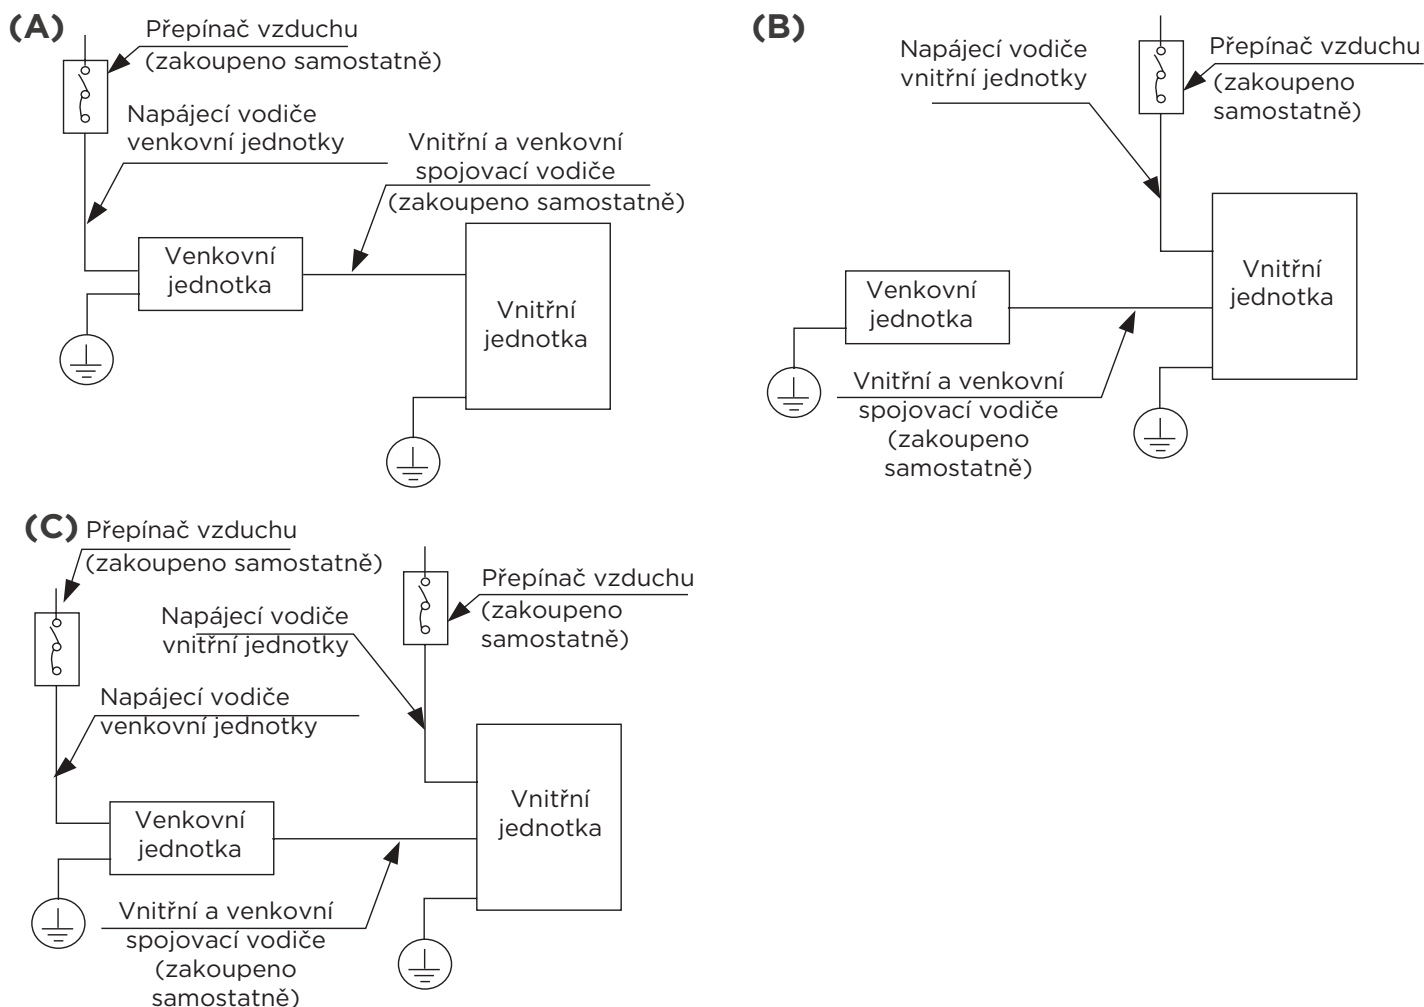 (A)
Přepínač vzduchu
(zakoupeno samostatně)
Napájecí vodiče
venkovní jednotky
Vnitřní a venkovní
spojovací vodiče
(zakoupeno samostatně)
Venkovní
jednotka
Vnitřní
jednotka
(B)
Napájecí vodiče
vnitřní jednotky
Přepínač vzduchu
(zakoupeno
samostatně)
Venkovní
jednotka
Vnitřní
jednotka
Vnitřní a venkovní
spojovací vodiče
(zakoupeno
samostatně)
(C)
Přepínač vzduchu
(zakoupeno samostatně)
Napájecí vodiče
vnitřní jednotky
Přepínač vzduchu
(zakoupeno
samostatně)
Napájecí vodiče
venkovní jednotky
Venkovní
jednotka
Vnitřní
jednotka
Vnitřní a venkovní
spojovací vodiče
(zakoupeno
samostatně)